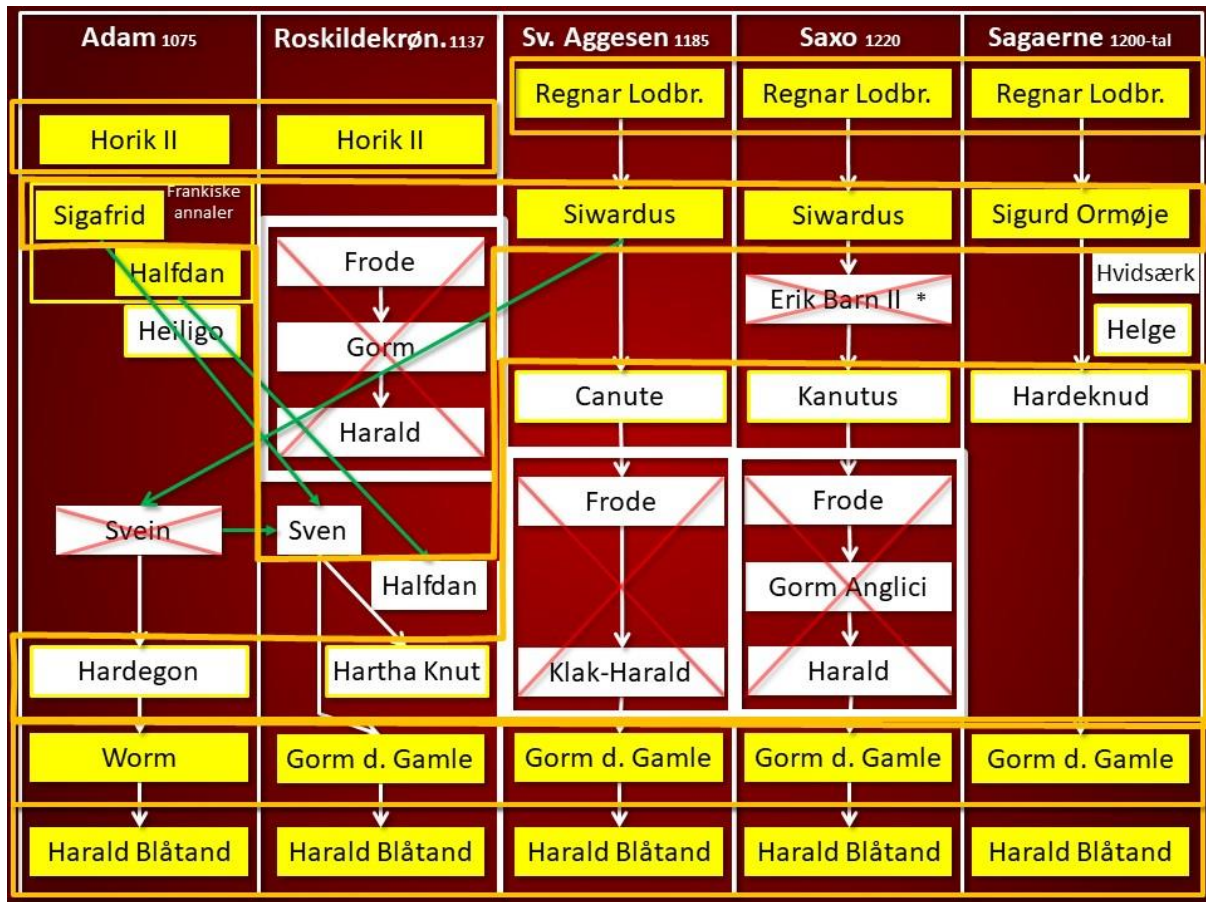 Adam 1075
Roskildekrøn. 1137
Sv. Aggesen 1185
Saxo 1220
Sagaerne 1200-tal
Regnar Lodbr.
Regnar Lodbr.
Regnar Lodbr.
Horik II
Horik II
Frankiske
annaler
Sigafrid
Siwardus
Siwardus
Sigurd Ormøje
Halfdan
Frode
Hvidsærk
Erik Barn II *
Heiligo
Gorm
Helge
Canute
Kanutus
Hardeknud
Harald
Frode
Frode
Svein
Sven
Halfdan
Gorm Anglici
Hardegon
Hartha Knut
Klak-Harald
Harald
Worm
Gorm d. Gamle
Gorm d. Gamle
Gorm d. Gamle
Gorm d. Gamle
Harald Blåtand
Harald Blåtand
Harald Blåtand
Harald Blåtand
Harald Blåtand